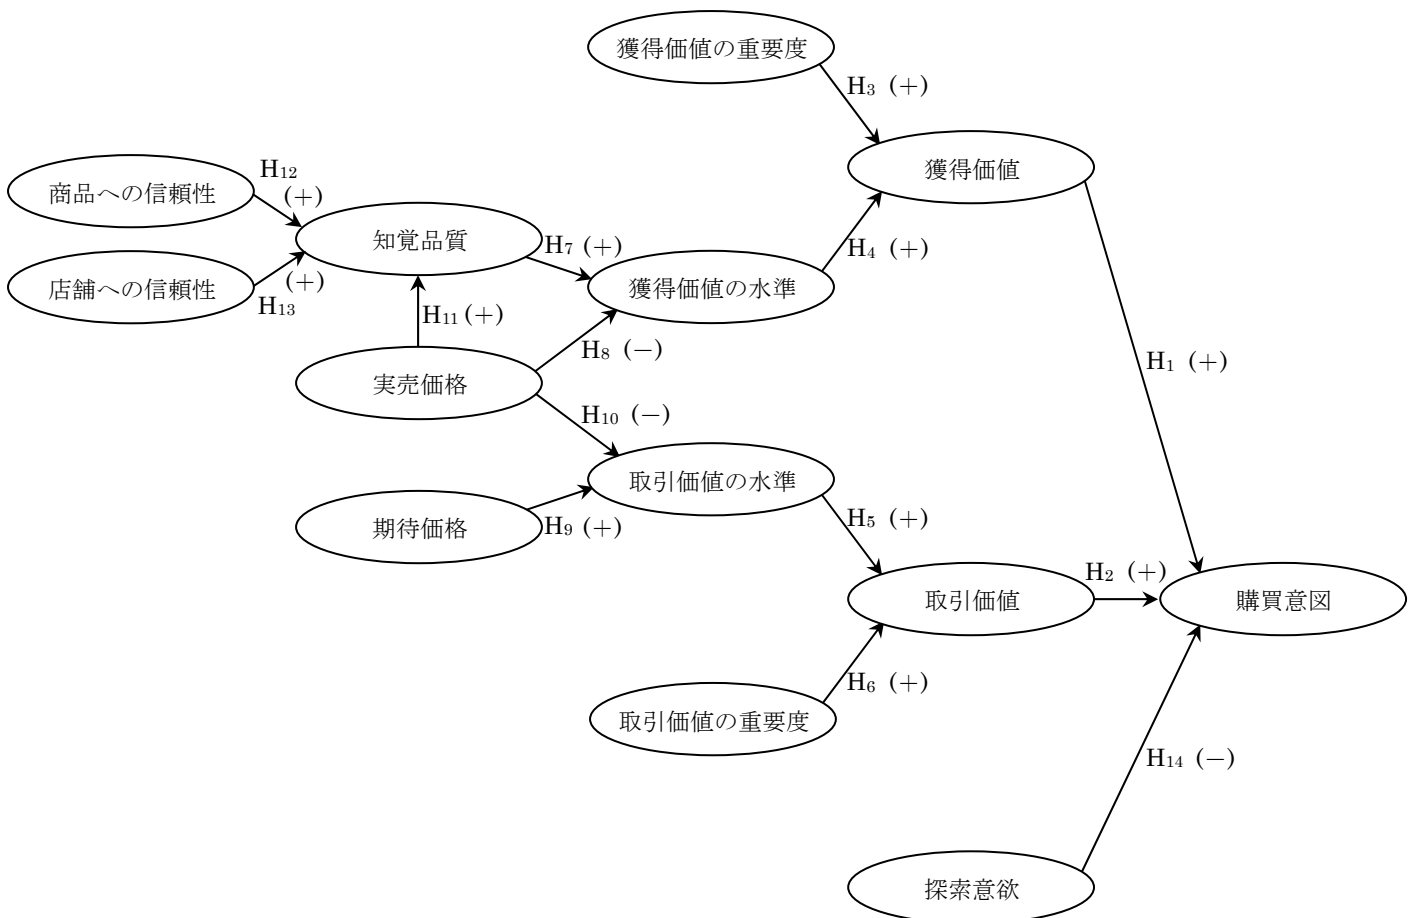 獲得価値の重要度
H3 (+)
獲得価値
H12
(+)
商品への信頼性
知覚品質
H7 (+)
H4 (+)
店舗への信頼性
(+)
H13
獲得価値の水準
H11 (+)
H8 (−)
H1 (+)
実売価格
H10 (−)
取引価値の水準
期待価格
H9 (+)
H5 (+)
取引価値
H2 (+)
購買意図
H6 (+)
取引価値の重要度
H14 (−)
探索意欲